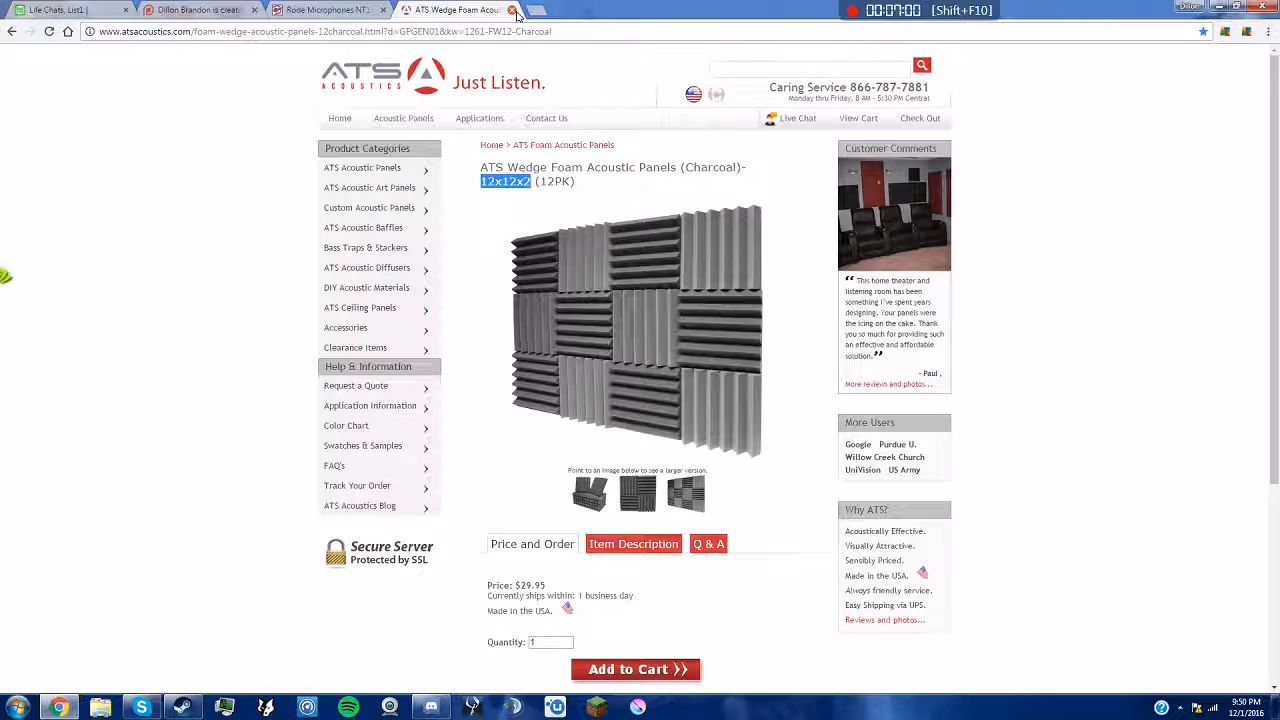 Life Chats, List1
Dillon Brandon is creati
Rode Microphones NT1
ATS Wedge Foam Acous
00:07:00 [Shift+F10]
Dillon
www.atsacoustics.com/foam-wedge-acoustic-panels-12charcoal.html?d=GPGEN01&kw=1261-FW12-Charcoal
ATS
ACOUSTICS
Just Listen.
Caring Service 866-787-7881
Monday thru Friday, 8 AM - 5:30 PM Central
Home
Acoustic Panels
Applications
Contact Us
Live Chat
View Cart
Check Out
Product Categories
ATS Acoustic Panels
ATS Acoustic Art Panels
Custom Acoustic Panels
ATS Acoustic Baffles
Bass Traps & Stackers
ATS Acoustic Diffusers
DIY Acoustic Materials
ATS Ceiling Panels
Accessories
Clearance Items
Help & Information
Request a Quote
Application Information
Color Chart
Swatches & Samples
FAQ's
Track Your Order
ATS Acoustics Blog
Secure Server
Protected by SSL
Home > ATS Foam Acoustic Panels
ATS Wedge Foam Acoustic Panels (Charcoal)-
12x12x2 (12PK)
Point to an image below to see a larger version.
Price and Order
Item Description
Q & A
Price: $29.95
Currently ships within: 1 business day
Made in the USA.
Quantity: 1
Add to Cart
Customer Comments
" This home theater and
listening room has been
something I've spent years
designing. Your panels were
the icing on the cake. Thank
you so much for providing such
an effective and affordable
solution."
- Paul ,
More reviews and photos...
More Users
Google Purdue U.
Willow Creek Church
UniVision US Army
Why ATS?
Acoustically Effective.
Visually Attractive.
Sensibly Priced.
Made in the USA.
Always friendly service.
Easy Shipping via UPS.
Reviews and photos...
9:50 PM
12/1/2016